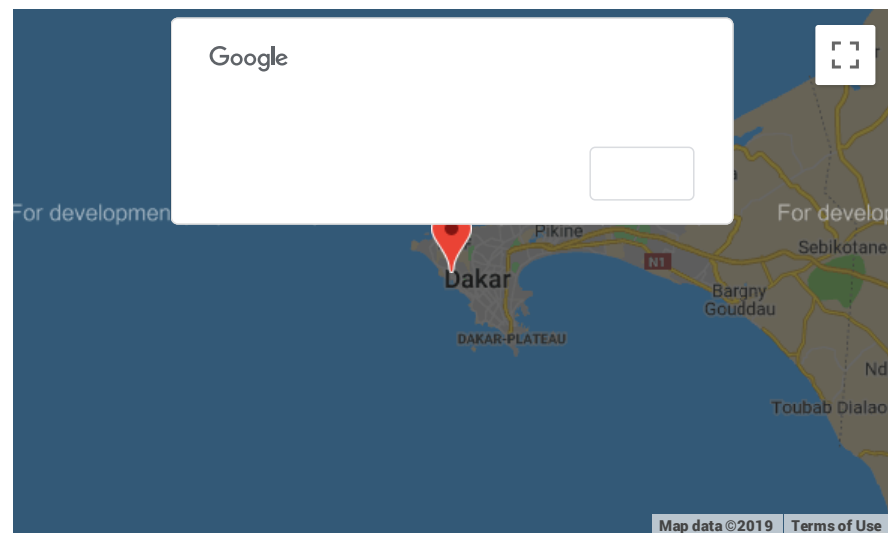 Google
For developmen
For develop
Pikine
Sebikotane
N1
Dakar
Bargny
Gouddau
DAKAR-PLATEAU
Nd
Toubab Dialao
Map data ©2019
Terms of Use